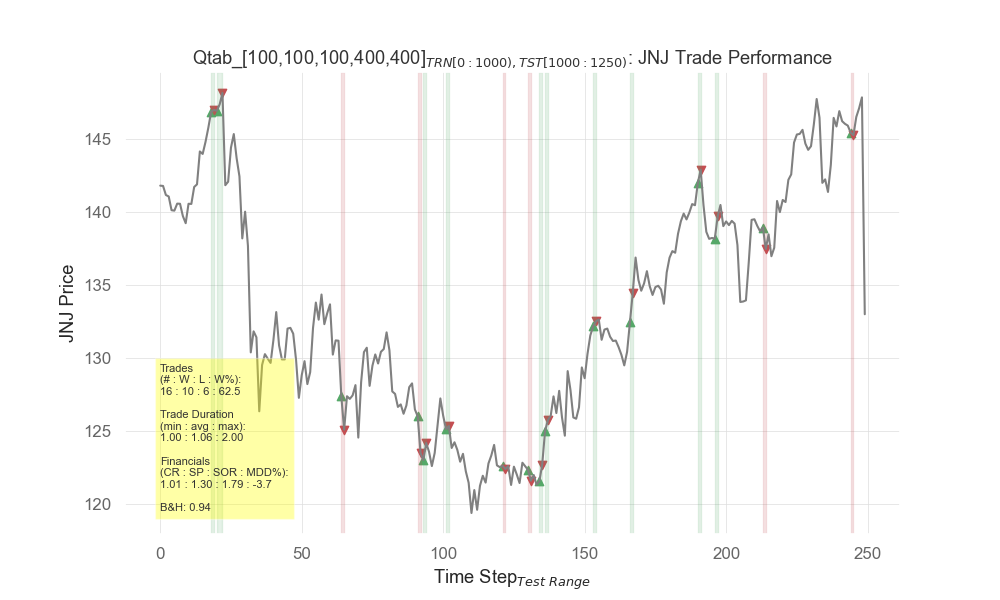 Qtab_[100,100,100,400,400]TRN[0 : 1000), TST[1000 : 1250): JNJ Trade Performance
JNJ Price
145
140
135
130
125
120
Trades
(# : W : L : W%):
16 : 10 : 6 : 62.5
Trade Duration
(min : avg : max):
1.00 : 1.06 : 2.00
Financials
(CR : SP : SOR : MDD%):
1.01 : 1.30 : 1.79 : -3.7
B&H: 0.94
0 50 100 150 200 250
Time StepTest Range